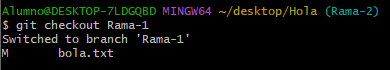 Alumno@DESKTOP-7LDGQBD MINGW64 ~/desktop/Hola (Rama-2)
$ git checkout Rama-1
Switched to branch 'Rama-1'
M       bola.txt